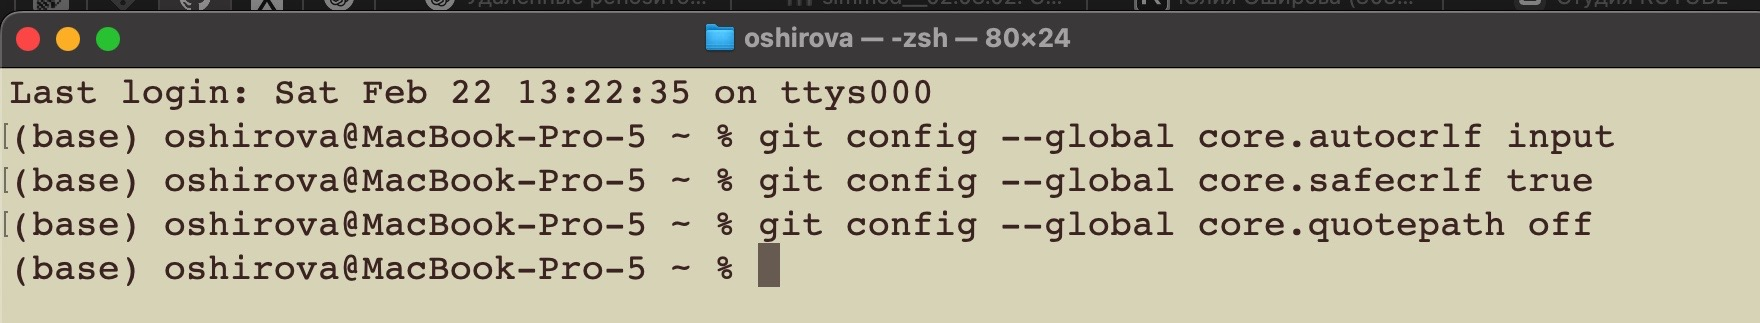 oshirova — -zsh — 80×24
Last login: Sat Feb 22 13:22:35 on ttys000
(base) oshirova@MacBook-Pro-5 ~ % git config --global core.autocrlf input
(base) oshirova@MacBook-Pro-5 ~ % git config --global core.safecrlf true
(base) oshirova@MacBook-Pro-5 ~ % git config --global core.quotepath off
(base) oshirova@MacBook-Pro-5 ~ %